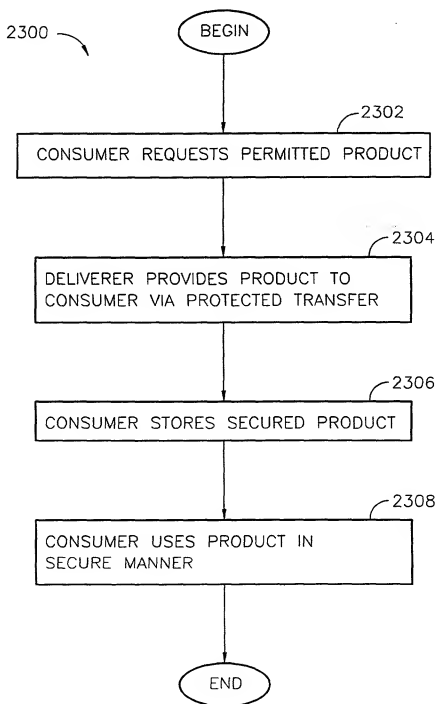 2300
BEGIN
2302
CONSUMER REQUESTS PERMITTED PRODUCT
2304
DELIVERER PROVIDES PRODUCT TO
CONSUMER VIA PROTECTED TRANSFER
2306
CONSUMER STORES SECURED PRODUCT
2308
CONSUMER USES PRODUCT IN
SECURE MANNER
END